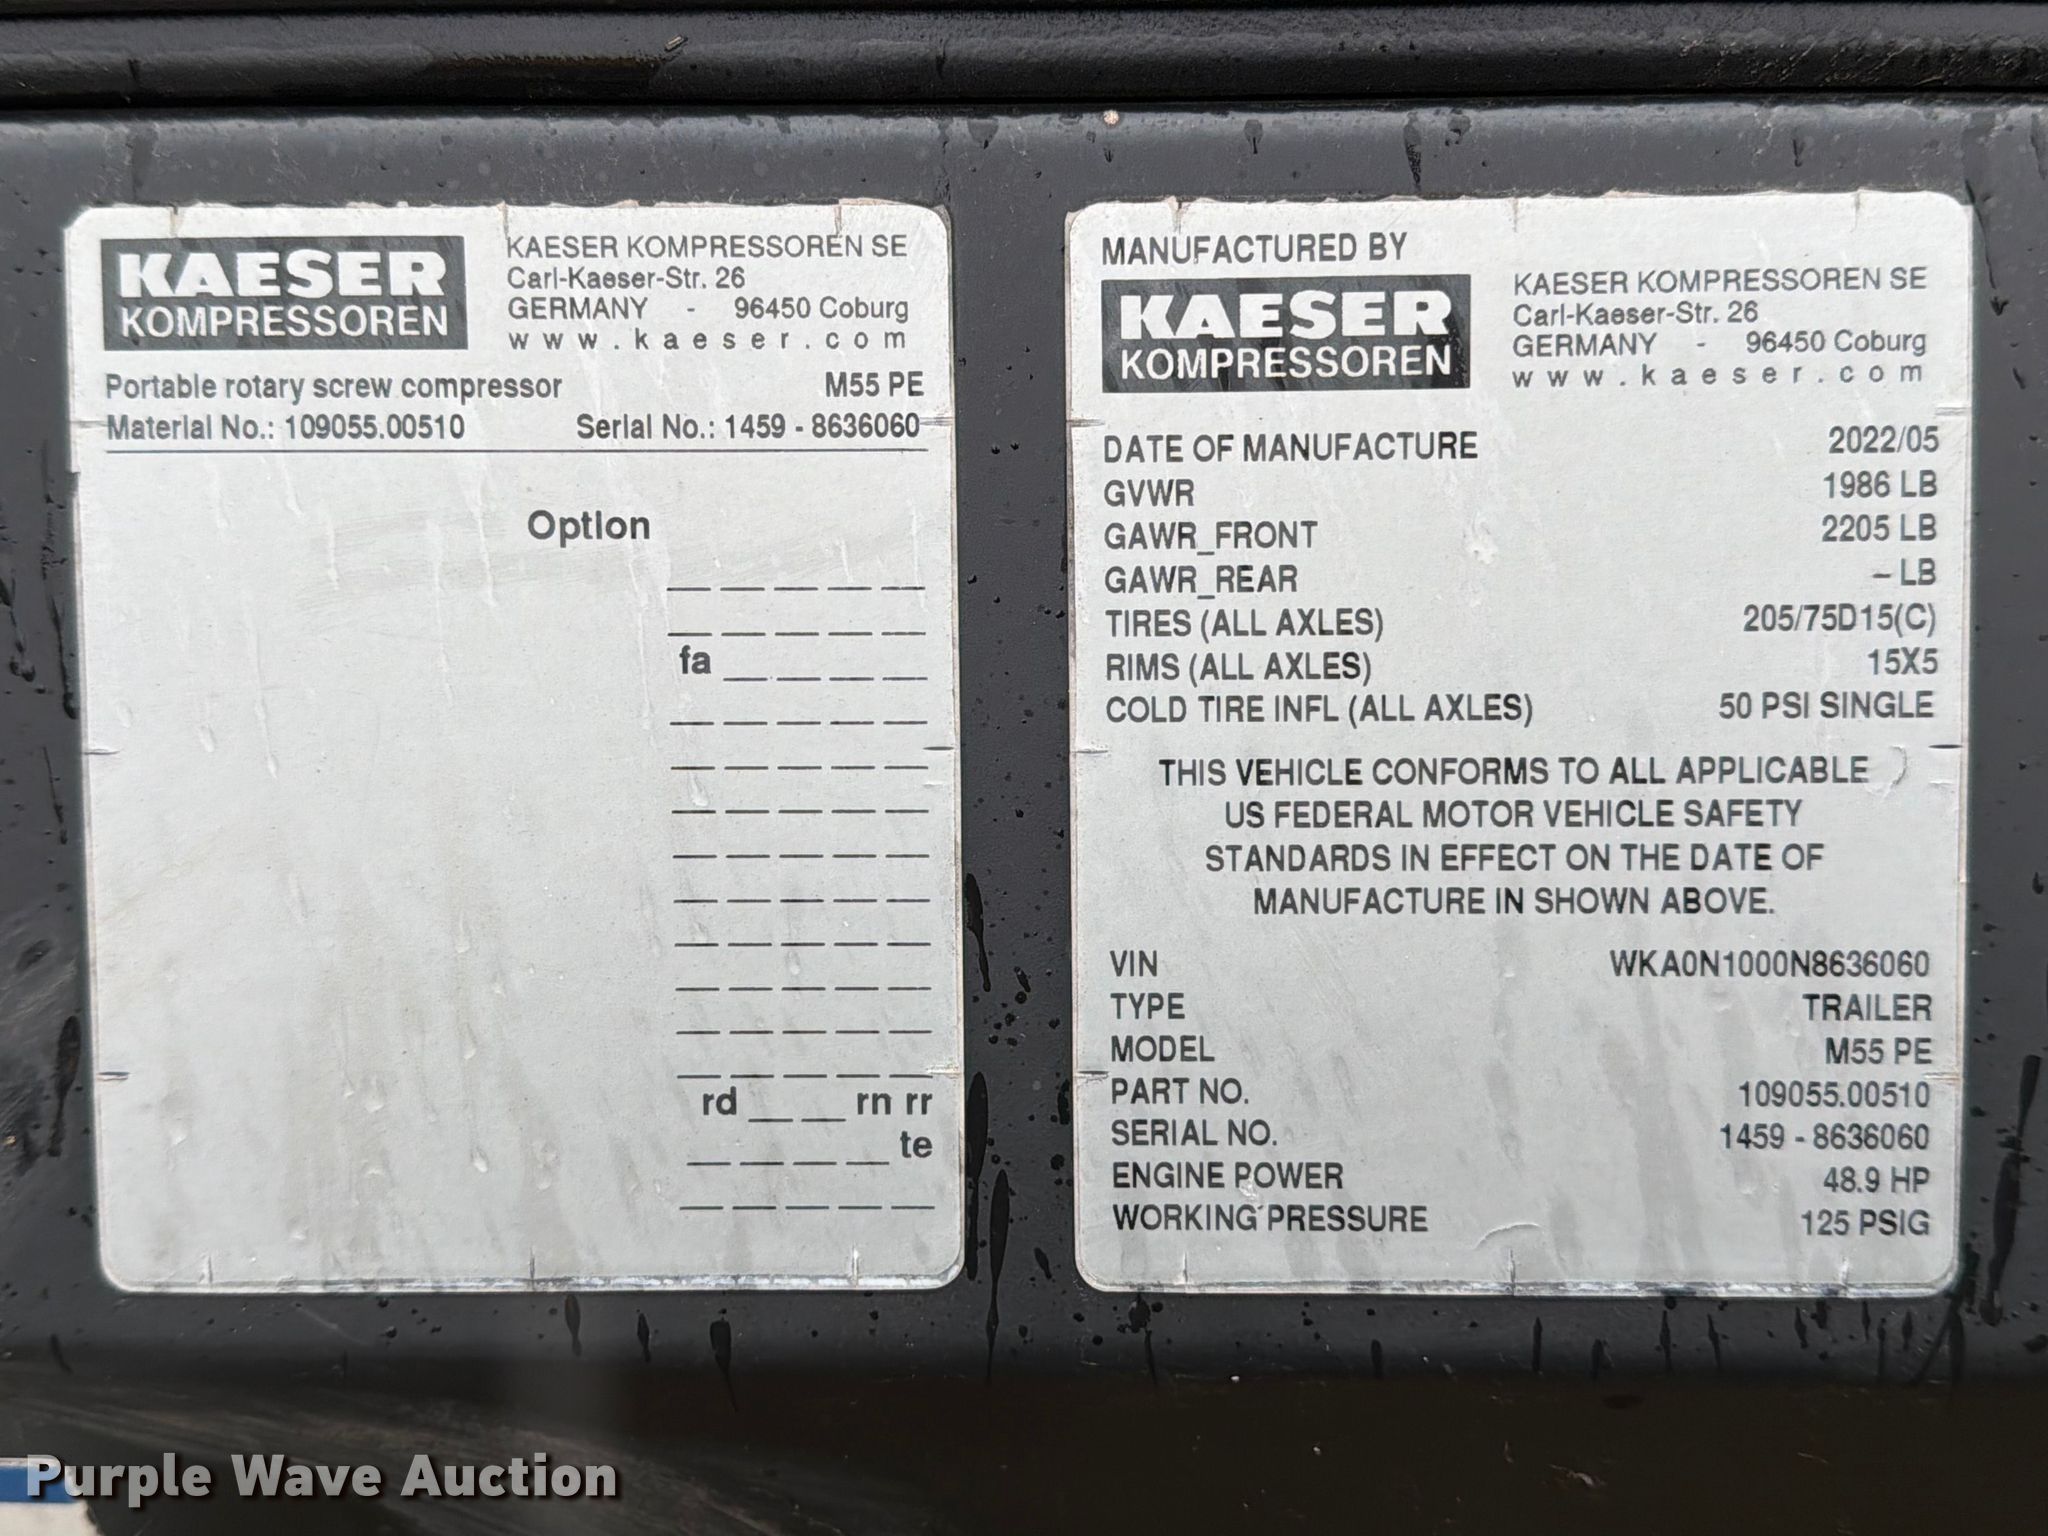 KAESER
KOMPRESSOREN
KAESER KOMPRESSOREN SE
Carl-Kaeser-Str. 26
GERMANY - 96450 Coburg
www.kaeser.com
Portable rotary screw compressor M55 PE
Material No.: 109055.00510 Serial No.: 1459 - 8636060
Option
_ _ _ _ _
_ _ _ _ _
fa _ _ _ _
_ _ _ _ _
_ _ _ _ _
_ _ _ _ _
_ _ _ _ _
_ _ _ _ _
_ _ _ _ _
_ _ _ _ _
_ _ _ _ _
_ _ _ _ _
rd _ _ rn rr
_ _ _ _ te
_ _ _ _ _
MANUFACTURED BY
KAESER
KOMPRESSOREN
KAESER KOMPRESSOREN SE
Carl-Kaeser-Str. 26
GERMANY - 96450 Coburg
www.kaeser.com
DATE OF MANUFACTURE 2022/05
GVWR 1986 LB
GAWR_FRONT 2205 LB
GAWR_REAR – LB
TIRES (ALL AXLES) 205/75D15(C)
RIMS (ALL AXLES) 15X5
COLD TIRE INFL (ALL AXLES) 50 PSI SINGLE
THIS VEHICLE CONFORMS TO ALL APPLICABLE
US FEDERAL MOTOR VEHICLE SAFETY
STANDARDS IN EFFECT ON THE DATE OF
MANUFACTURE IN SHOWN ABOVE.
VIN WKA0N1000N8636060
TYPE TRAILER
MODEL M55 PE
PART NO. 109055.00510
SERIAL NO. 1459 - 8636060
ENGINE POWER 48.9 HP
WORKING PRESSURE 125 PSIG
Purple Wave Auction